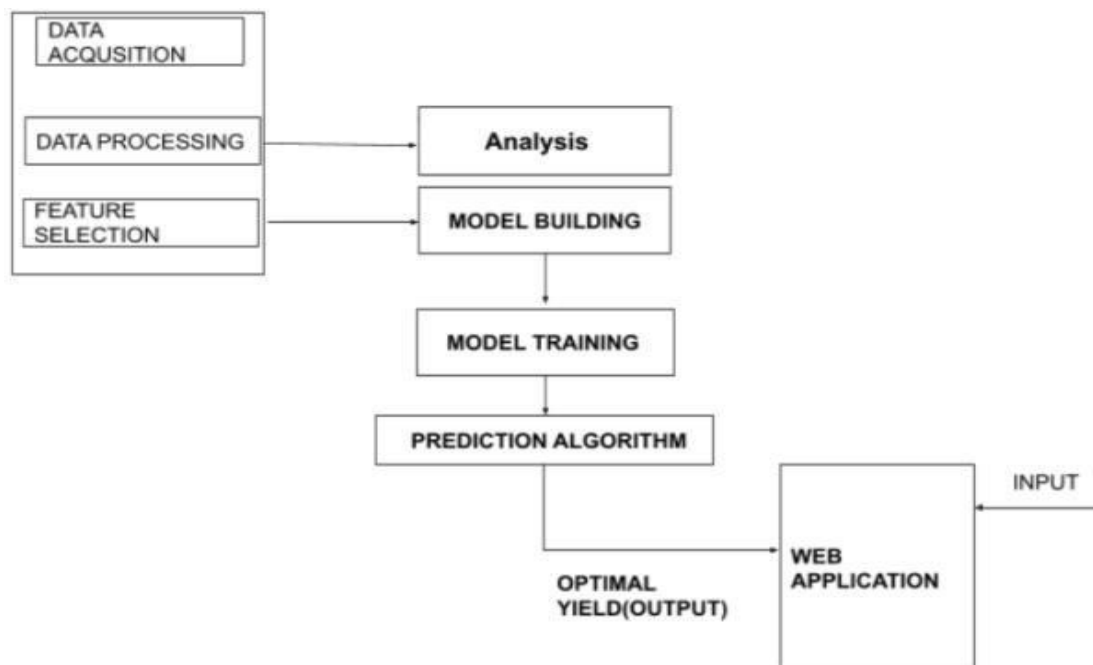 DATA
ACQUSITION
DATA PROCESSING
Analysis
FEATURE
SELECTION
MODEL BUILDING
MODEL TRAINING
PREDICTION ALGORITHM
INPUT
WEB
APPLICATION
OPTIMAL
YIELD(OUTPUT)